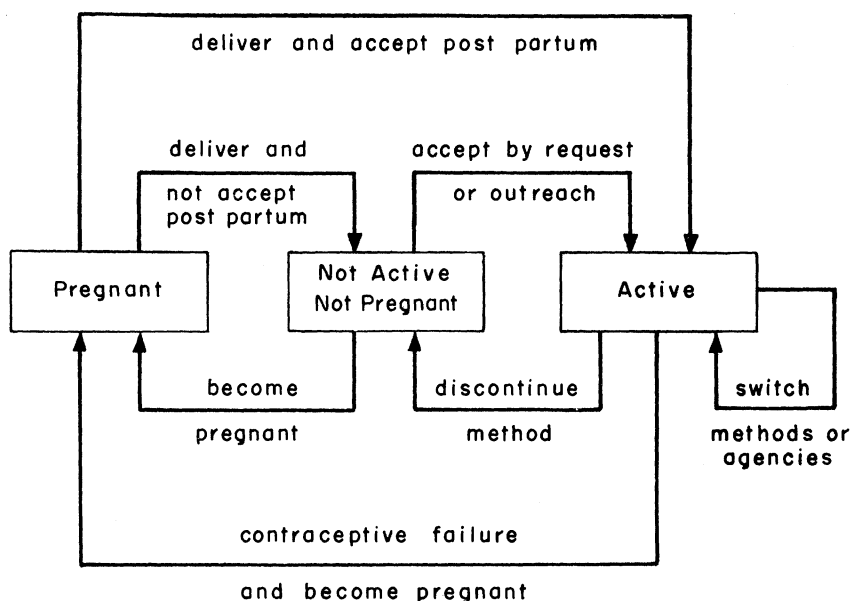 deliver and accept post partum
deliver and
not accept
post partum
accept by request
or outreach
Pregnant
Not Active
Not Pregnant
Active
become
pregnant
discontinue
method
switch
methods or
agencies
contraceptive failure
and become pregnant